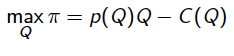 max π = p(Q)Q − C(Q)
Q